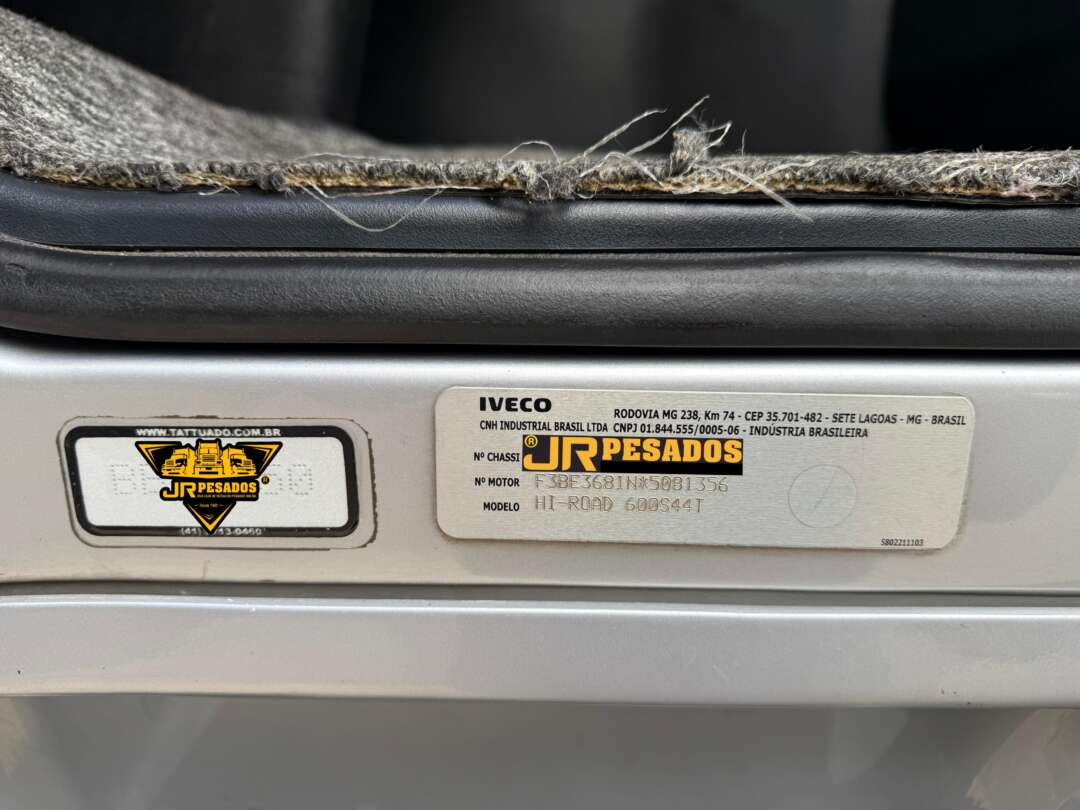 WWW.TATTUADO.COM.BR
JR PESADOS
IVECO
RODOVIA MG 238, Km 74 - CEP 35.701-482 - SETE LAGOAS - MG - BRASIL
CNH INDUSTRIAL BRASIL LTDA CNPJ 01.844.555/0005-06 - INDÚSTRIA BRASILEIRA
Nº CHASSI ® JR PESADOS
Nº MOTOR F3BE3681N*5081356
MODELO HI-ROAD 600S44T
5802211103